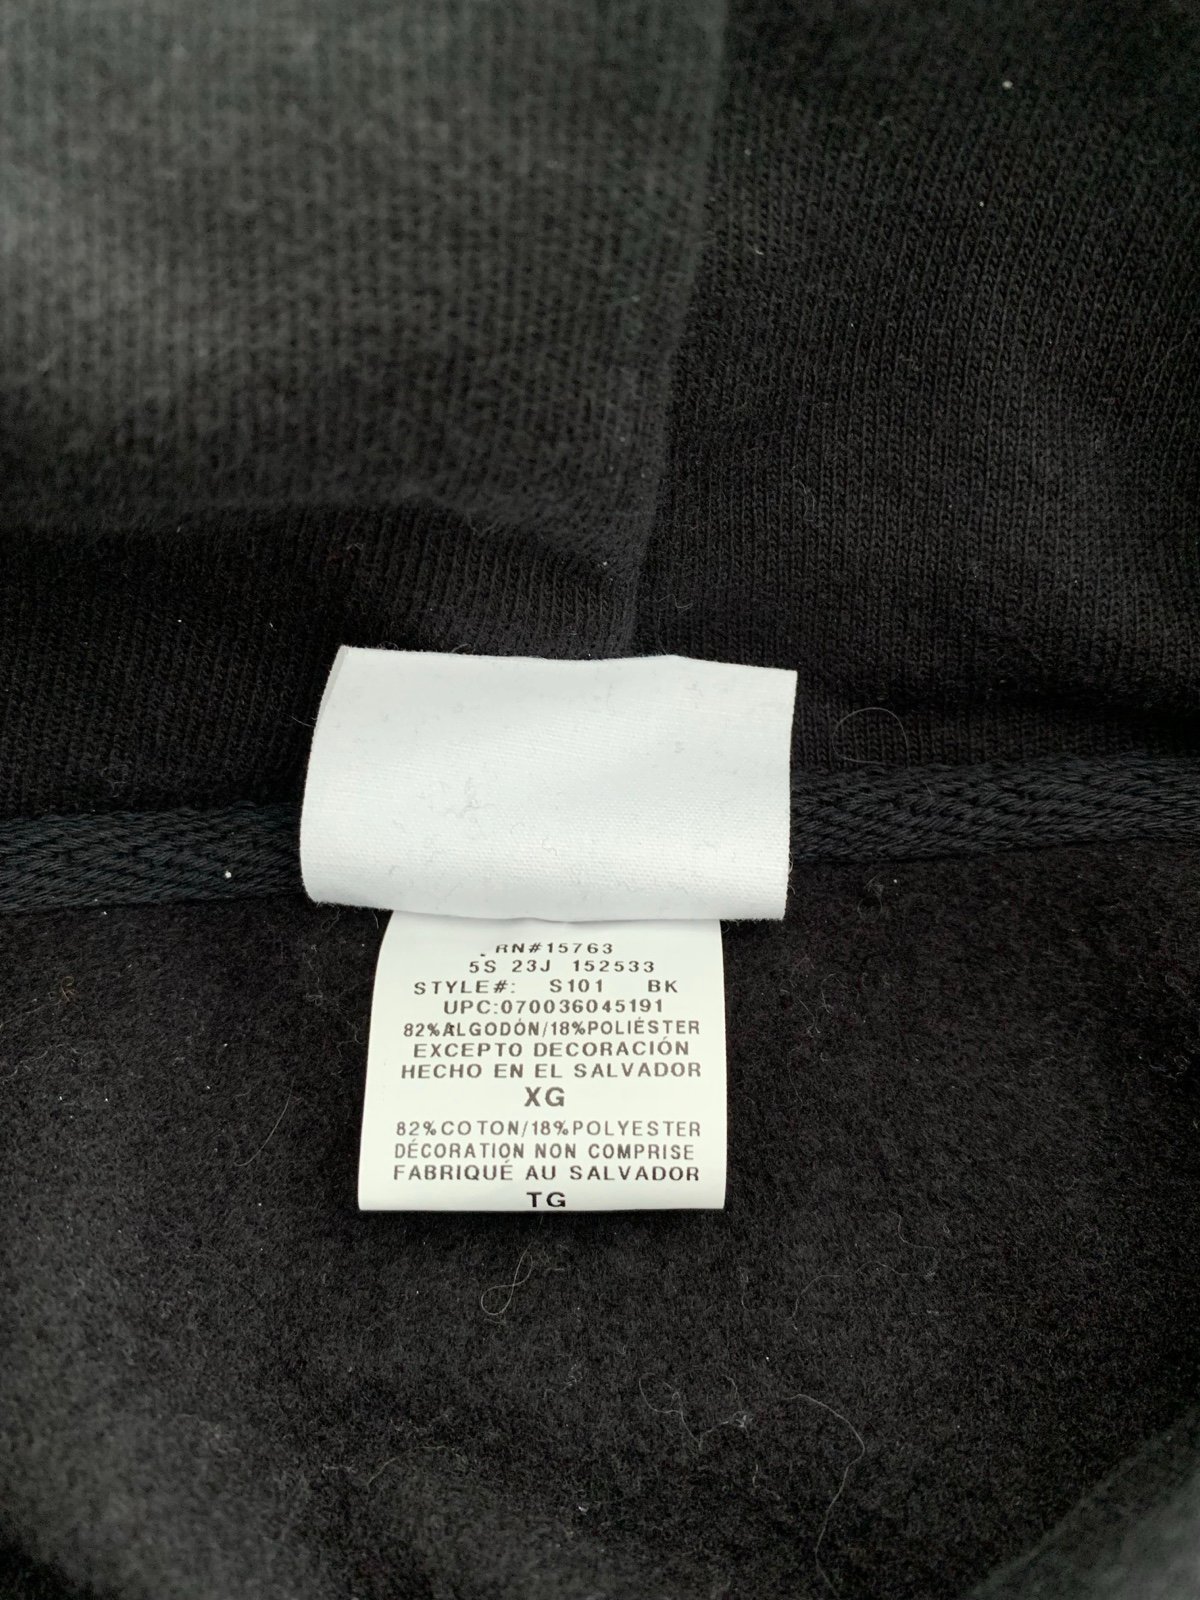 RN#15763
5S 23J 152533
STYLE#: S101 BK
UPC:070036045191
82%ALGODÓN/18%POLIÉSTER
EXCEPTO DECORACIÓN
HECHO EN EL SALVADOR
XG
82%COTON/18%POLYESTER
DÉCORATION NON COMPRISE
FABRIQUÉ AU SALVADOR
TG